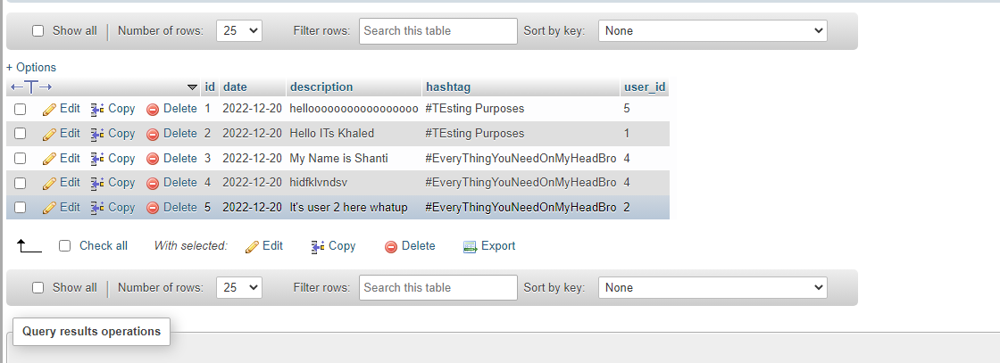 Show all Number of rows: 25 Filter rows: Search this table Sort by key: None
+ Options
←T→ id date description hashtag user_id
Edit Copy Delete 1 2022-12-20 helloooooooooooooooooo #TEsting Purposes 5
Edit Copy Delete 2 2022-12-20 Hello ITs Khaled #TEsting Purposes 1
Edit Copy Delete 3 2022-12-20 My Name is Shanti #EveryThingYouNeedOnMyHeadBro 4
Edit Copy Delete 4 2022-12-20 hidfklvndsv #EveryThingYouNeedOnMyHeadBro 4
Edit Copy Delete 5 2022-12-20 It's user 2 here whatup #EveryThingYouNeedOnMyHeadBro 2
Check all With selected: Edit Copy Delete Export
Show all Number of rows: 25 Filter rows: Search this table Sort by key: None
Query results operations